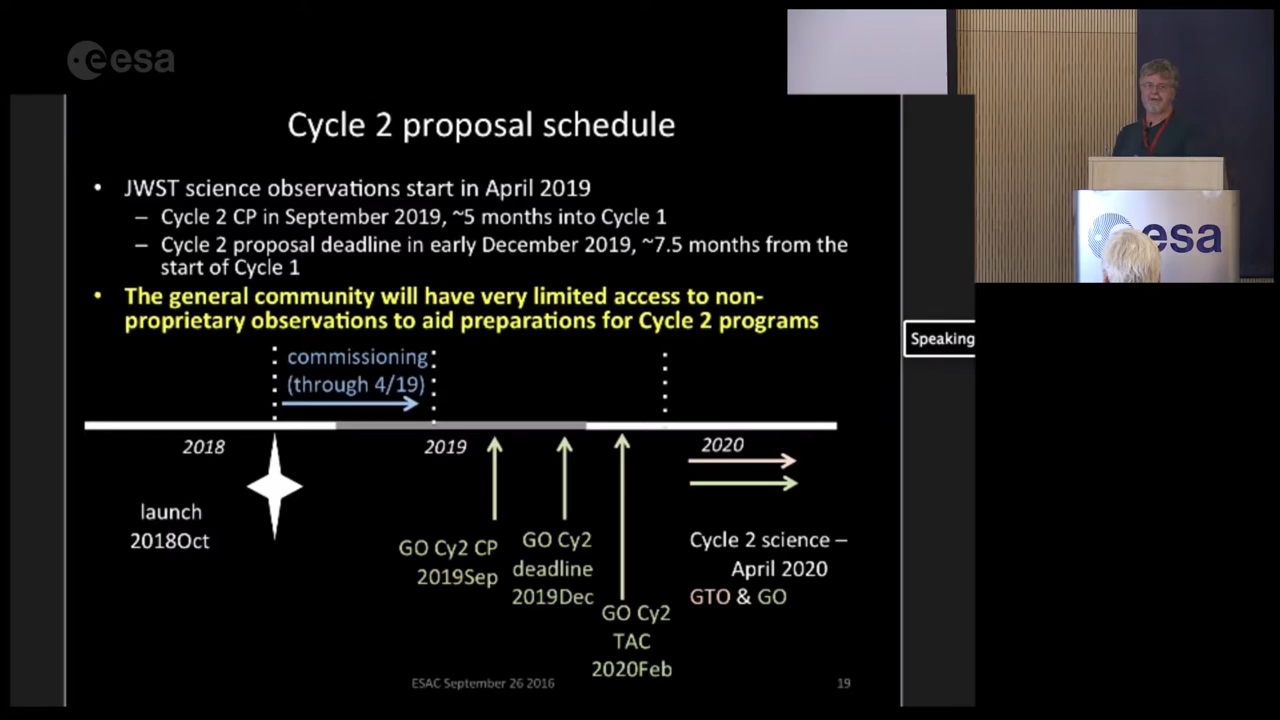 esa
Cycle 2 proposal schedule
• JWST science observations start in April 2019
– Cycle 2 CP in September 2019, ~5 months into Cycle 1
– Cycle 2 proposal deadline in early December 2019, ~7.5 months from the
start of Cycle 1
• The general community will have very limited access to non-
proprietary observations to aid preparations for Cycle 2 programs
commissioning
(through 4/19)
2018
2019
2020
launch
2018Oct
GO Cy2 CP
2019Sep
GO Cy2
deadline
2019Dec
GO Cy2
TAC
2020Feb
Cycle 2 science –
April 2020
GTO & GO
ESAC September 26 2016
19
Speaking
esa